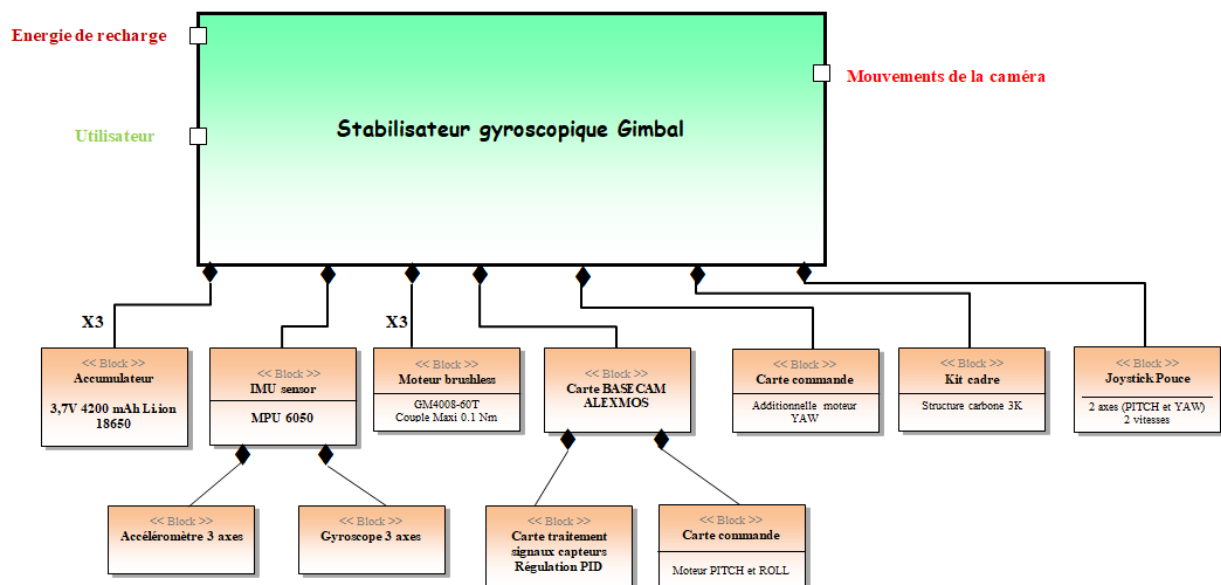 Energie de recharge
Mouvements de la caméra
Utilisateur
Stabilisateur gyroscopique Gimbal
X3
X3
<< Block >>
Accumulateur
3,7V 4200 mAh Li.ion
18650
<< Block >>
IMU sensor
MPU 6050
<< Block >>
Moteur brushless
GM4008-60T
Couple Maxi 0.1 Nm
<< Block >>
Carte BASECAM
ALEXMOS
<< Block >>
Carte commande
Additionnelle moteur
YAW
<< Block >>
Kit cadre
Structure carbone 3K
<< Block >>
Joystick Pouce
2 axes (PITCH et YAW)
2 vitesses
<< Block >>
Accéléromètre 3 axes
<< Block >>
Gyroscope 3 axes
<< Block >>
Carte traitement
signaux capteurs
Régulation PID
<< Block >>
Carte commande
Moteur PITCH et ROLL